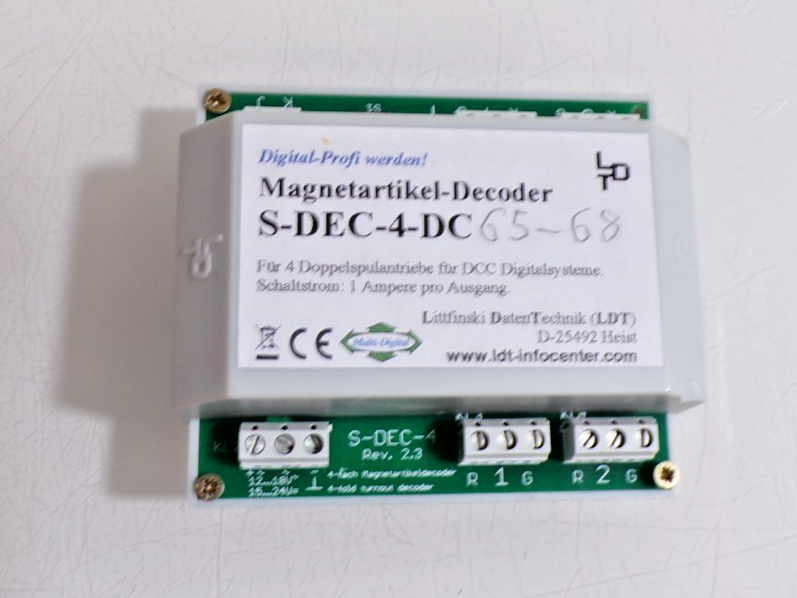 J K
Digital-Profi werden!
LDT
Magnetartikel-Decoder
S-DEC-4-DC 65-68
Für 4 Doppelspulantriebe für DCC Digitalsysteme.
Schaltstrom: 1 Ampere pro Ausgang.
Littfinski DatenTechnik (LDT)
D-25492 Heist
CE Multi-Digital
www.ldt-infocenter.com
S-DEC-4
Rev. 2.3
4-fach Magnetartikeldecoder
4-fold turnout decoder
12...18V~
15...24V=
R 1 G
R 2 G